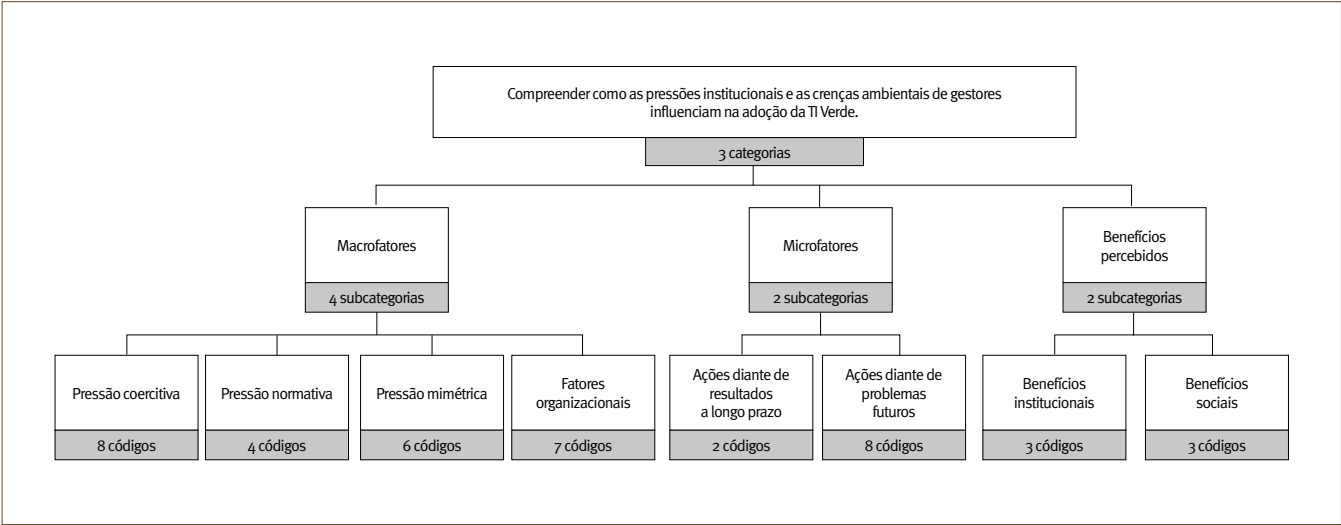 Compreender como as pressões institucionais e as crenças ambientais de gestores
influenciam na adoção da TI Verde.
3 categorias
Macrofatores
4 subcategorias
Microfatores
2 subcategorias
Benefícios
percebidos
2 subcategorias
Pressão coercitiva
8 códigos
Pressão normativa
4 códigos
Pressão mimétrica
6 códigos
Fatores
organizacionais
7 códigos
Ações diante de
resultados
a longo prazo
2 códigos
Ações diante de
problemas
futuros
8 códigos
Benefícios
institucionais
3 códigos
Benefícios
sociais
3 códigos